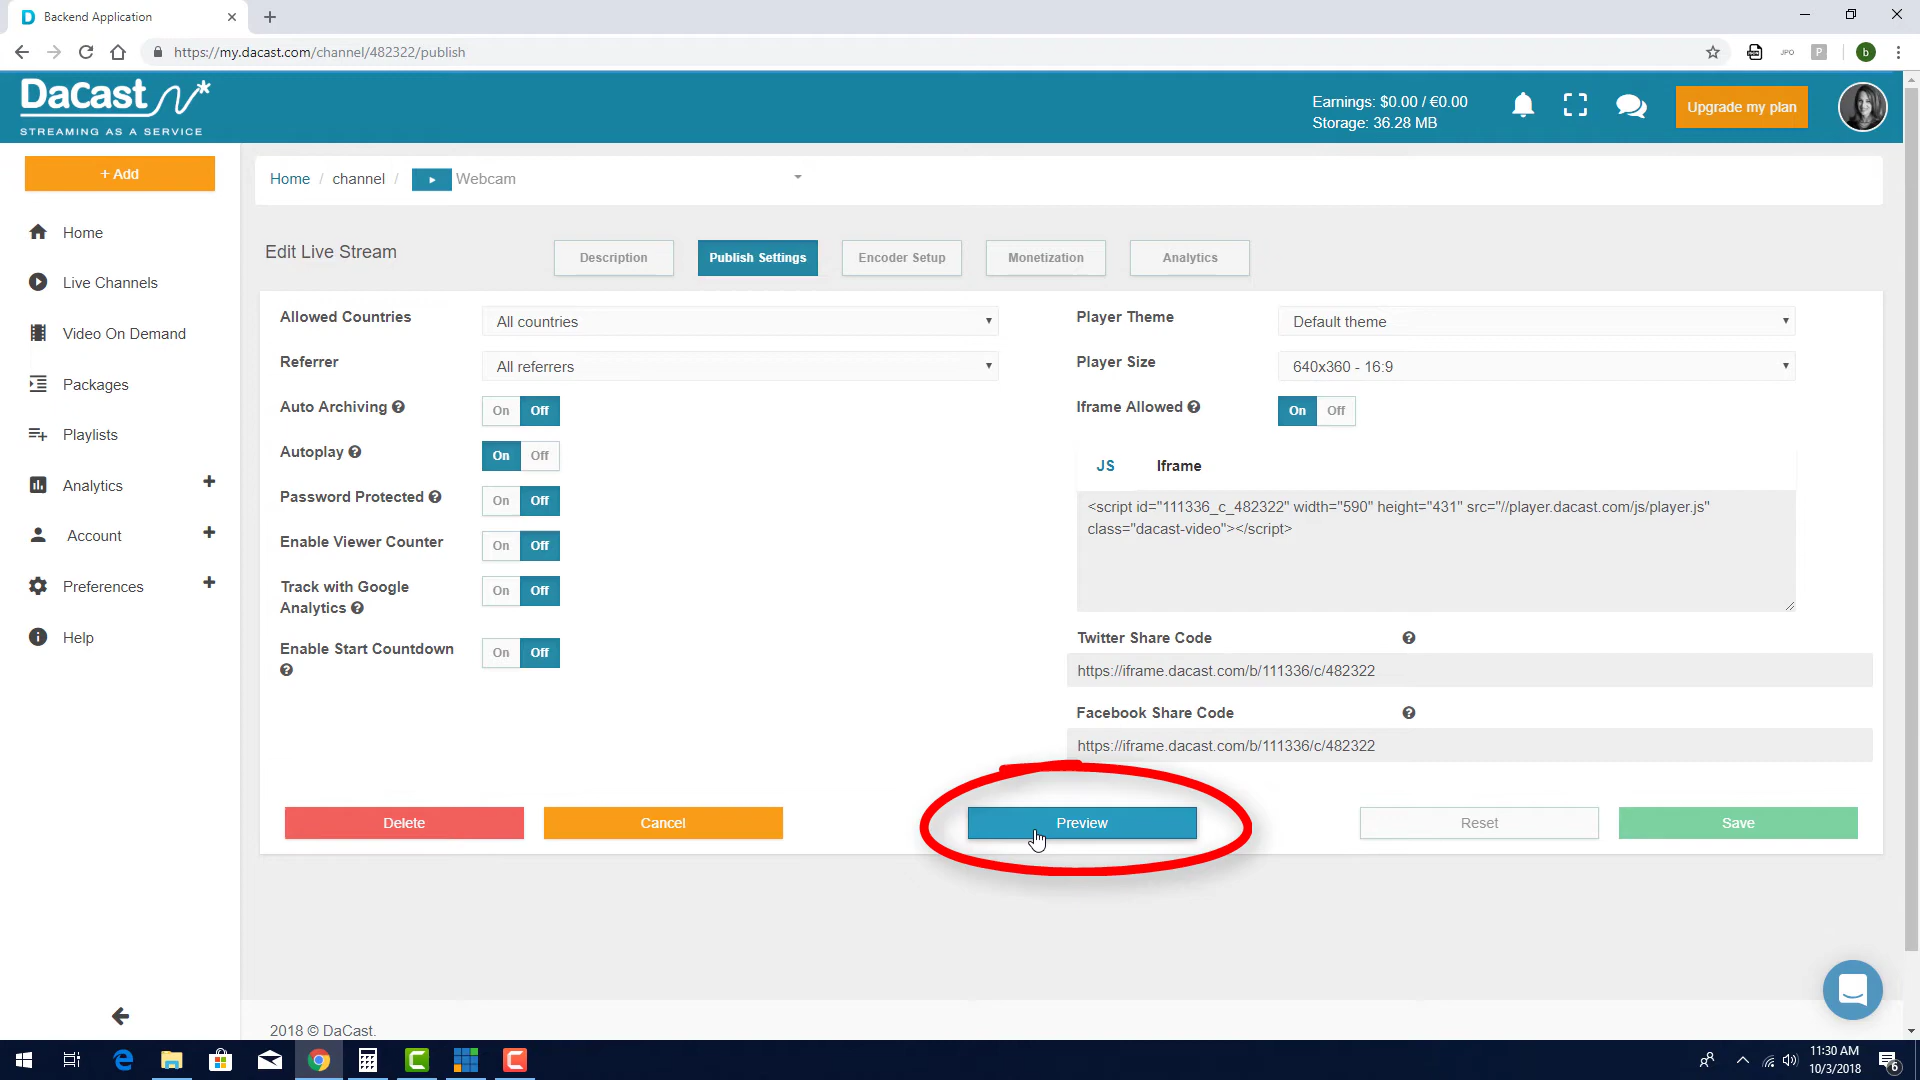 Backend Application
https://my.dacast.com/channel/482322/publish
JPO
P
b
DaCast
STREAMING AS A SERVICE
Earnings: $0.00 / €0.00
Storage: 36.28 MB
Upgrade my plan
+ Add
Home
Live Channels
Video On Demand
Packages
Playlists
Analytics
Account
Preferences
Help
Home / channel / Webcam
Edit Live Stream
Description
Publish Settings
Encoder Setup
Monetization
Analytics
Allowed Countries
All countries
Referrer
All referrers
Auto Archiving
On Off
Autoplay
On Off
Password Protected
On Off
Enable Viewer Counter
On Off
Track with Google
Analytics
On Off
Enable Start Countdown
On Off
Player Theme
Default theme
Player Size
640x360 - 16:9
Iframe Allowed
On Off
JS Iframe
<script id="111336_c_482322" width="590" height="431" src="//player.dacast.com/js/player.js"
class="dacast-video"></script>
Twitter Share Code
https://iframe.dacast.com/b/111336/c/482322
Facebook Share Code
https://iframe.dacast.com/b/111336/c/482322
Delete
Cancel
Preview
Reset
Save
2018 © DaCast.
11:30 AM
10/3/2018
6